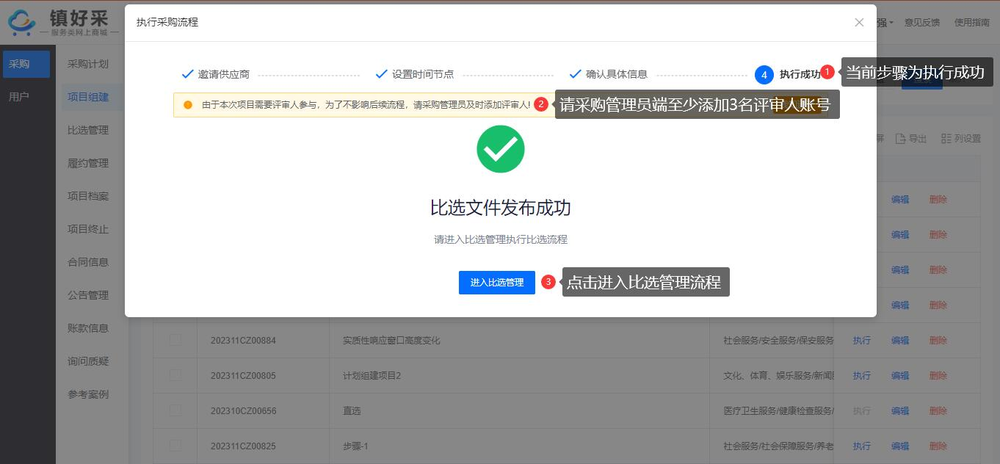 镇好采
服务类网上商城
强
意见反馈
使用指南
采购
用户
采购计划
项目组建
比选管理
履约管理
项目档案
项目终止
合同信息
公告管理
账款信息
询问质疑
参考案例
执行采购流程
邀请供应商
设置时间节点
确认具体信息
4 执行成功
1 当前步骤为执行成功
由于本次项目需要评审人参与，为了不影响后续流程，请采购管理员及时添加评审人!
2 请采购管理员端至少添加3名评审人账号
比选文件发布成功
请进入比选管理执行比选流程
进入比选管理
3 点击进入比选管理流程
屏 导出 列设置
编辑 删除
编辑 删除
编辑 删除
编辑 删除
202311CZ00884 实质性响应窗口高度变化 社会服务/安全服务/保安服务 执行 编辑 删除
202311CZ00805 计划组建项目2 文化、体育、娱乐服务/新闻 执行 编辑 删除
202310CZ00656 直选 医疗卫生服务/健康检查服务/ 执行 编辑 删除
202311CZ00825 步骤-1 社会服务/社会保障服务/养老 执行 编辑 删除